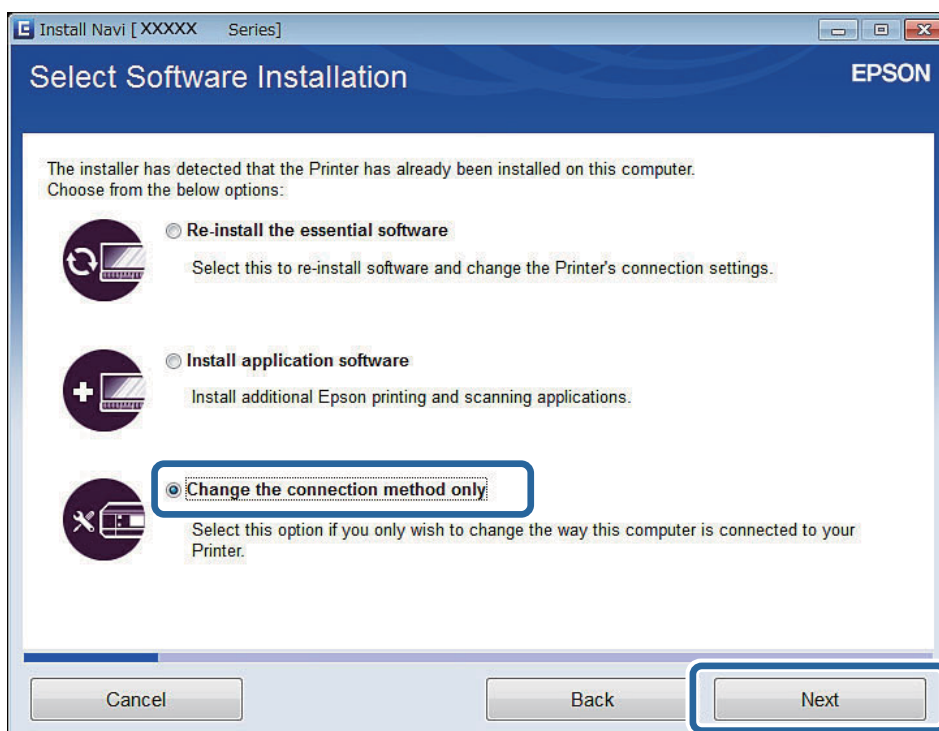 Install Navi [ XXXXX Series]
Select Software Installation
EPSON
The installer has detected that the Printer has already been installed on this computer.
Choose from the below options:
Re-install the essential software
Select this to re-install software and change the Printer's connection settings.
Install application software
Install additional Epson printing and scanning applications.
Change the connection method only
Select this option if you only wish to change the way this computer is connected to your
Printer.
Cancel
Back
Next